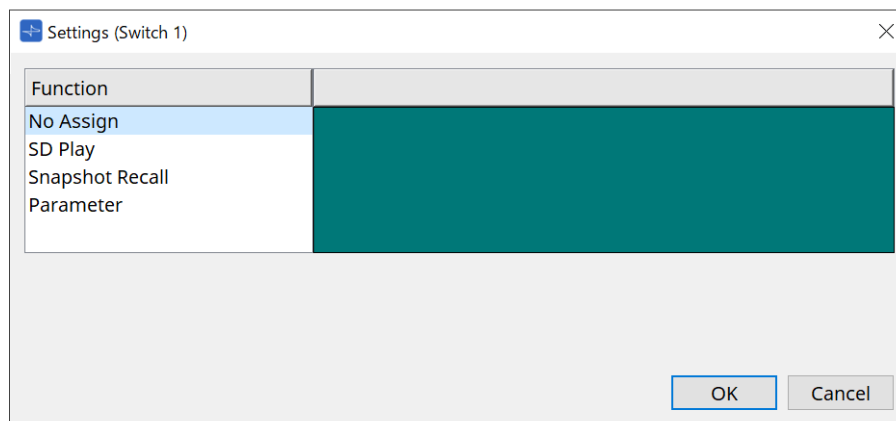 Settings (Switch 1)
Function
No Assign
SD Play
Snapshot Recall
Parameter
OK Cancel